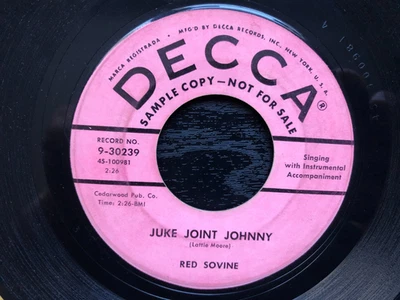 MARCA REGISTRADA • MFG'D BY DECCA RECORDS, INC., NEW YORK, U.S.A.
DECCA®
SAMPLE COPY—NOT FOR SALE
RECORD NO.
9-30239
45-100981
2:26
Singing
with Instrumental
Accompaniment
Cedarwood Pub. Co.
Time: 2:26-BMI
JUKE JOINT JOHNNY
(Lattie Moore)
RED SOVINE